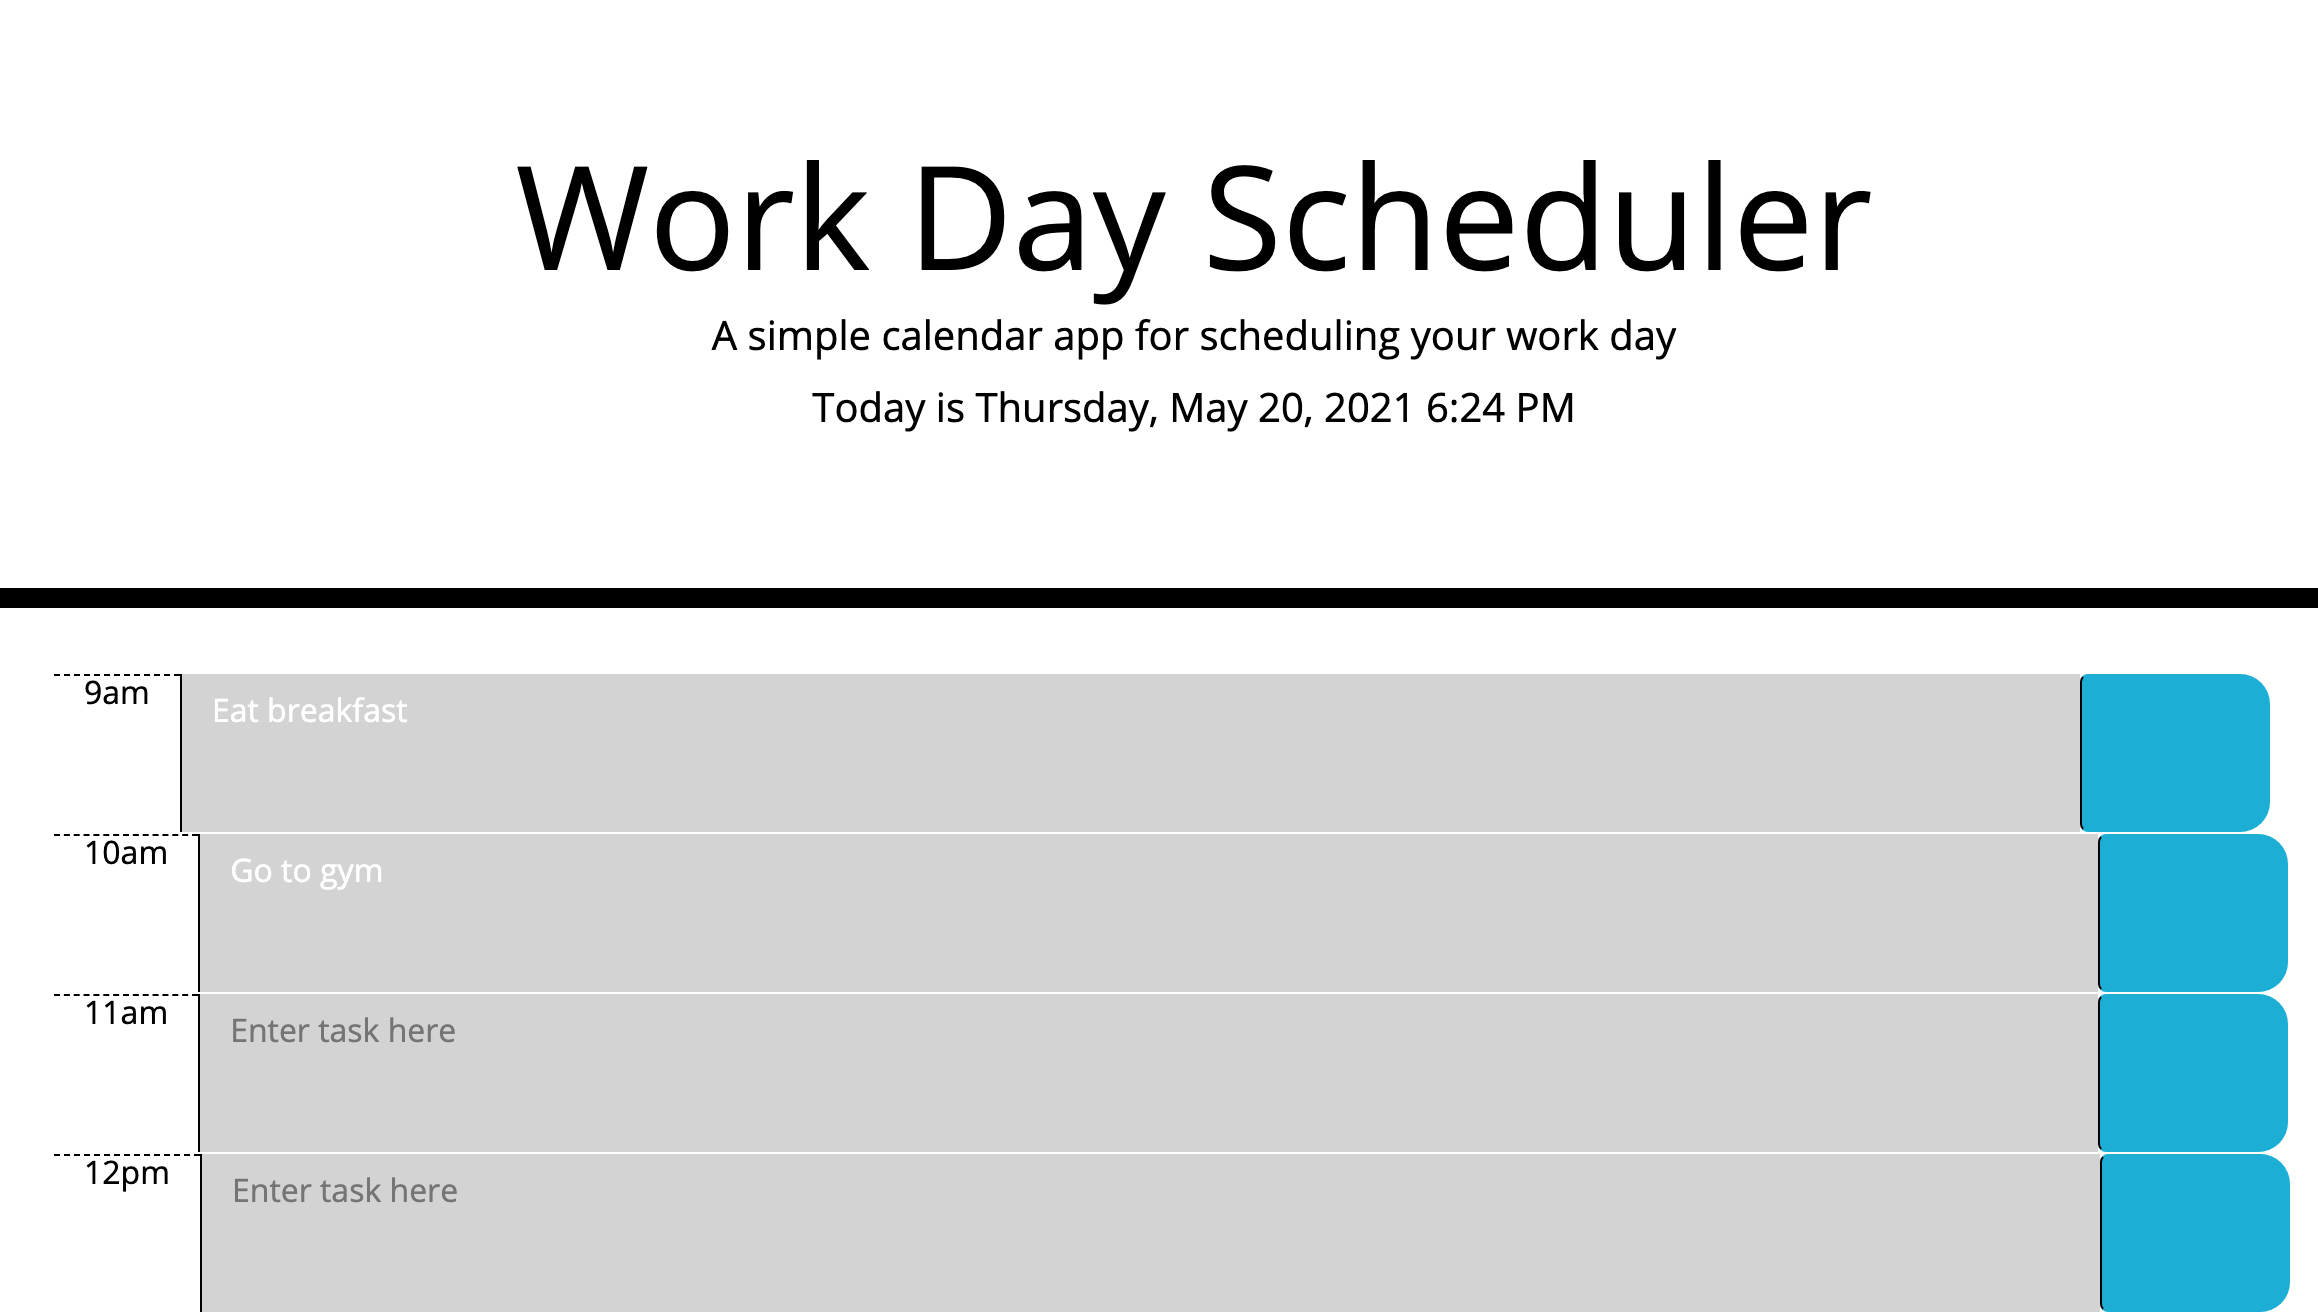 Work Day Scheduler
A simple calendar app for scheduling your work day
Today is Thursday, May 20, 2021 6:24 PM
9am
Eat breakfast
10am
Go to gym
11am
Enter task here
12pm
Enter task here